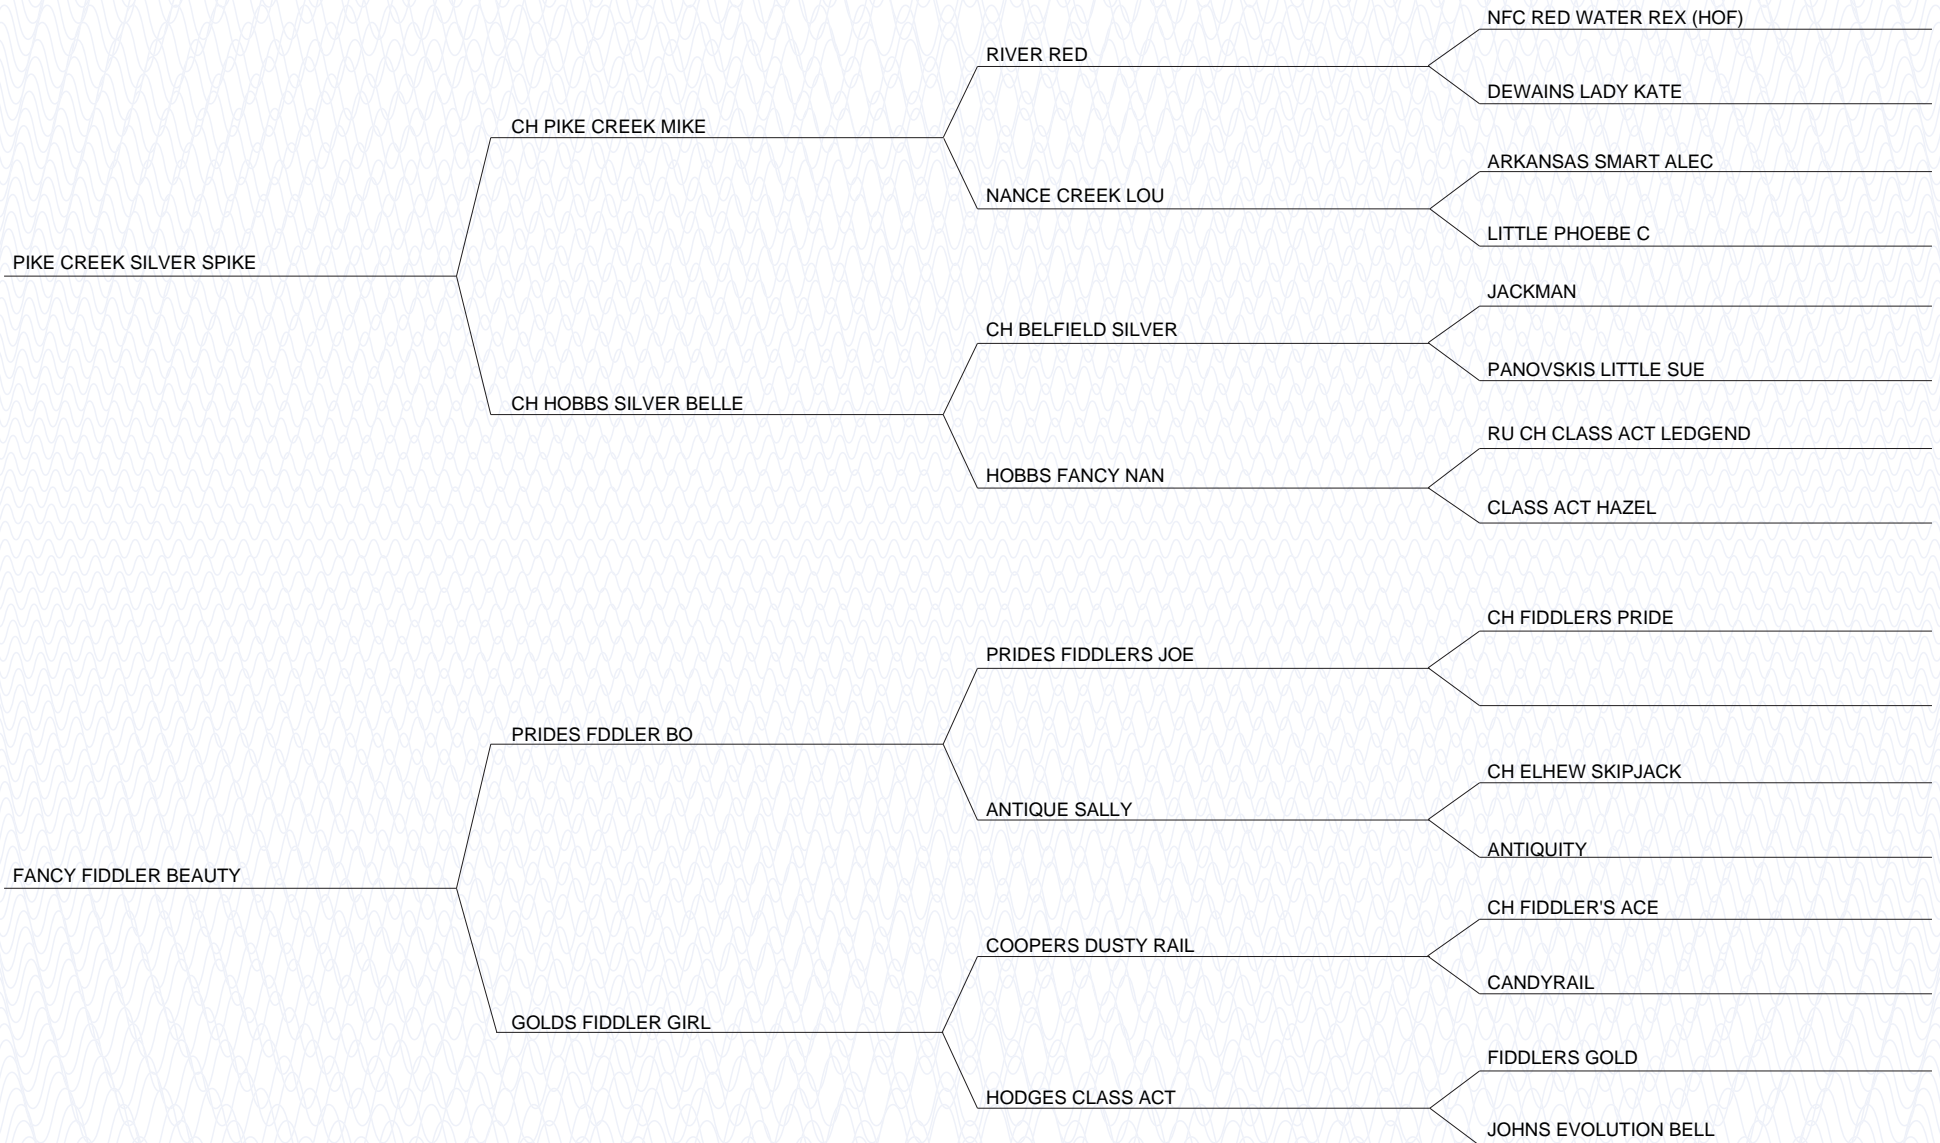 NFC RED WATER REX (HOF)
RIVER RED
DEWAINS LADY KATE
CH PIKE CREEK MIKE
ARKANSAS SMART ALEC
NANCE CREEK LOU
LITTLE PHOEBE C
PIKE CREEK SILVER SPIKE
JACKMAN
CH BELFIELD SILVER
PANOVSKIS LITTLE SUE
CH HOBBS SILVER BELLE
RU CH CLASS ACT LEDGEND
HOBBS FANCY NAN
CLASS ACT HAZEL
CH FIDDLERS PRIDE
PRIDES FIDDLERS JOE
PRIDES FDDLER BO
CH ELHEW SKIPJACK
ANTIQUE SALLY
ANTIQUITY
FANCY FIDDLER BEAUTY
CH FIDDLER'S ACE
COOPERS DUSTY RAIL
CANDYRAIL
GOLDS FIDDLER GIRL
FIDDLERS GOLD
HODGES CLASS ACT
JOHNS EVOLUTION BELL